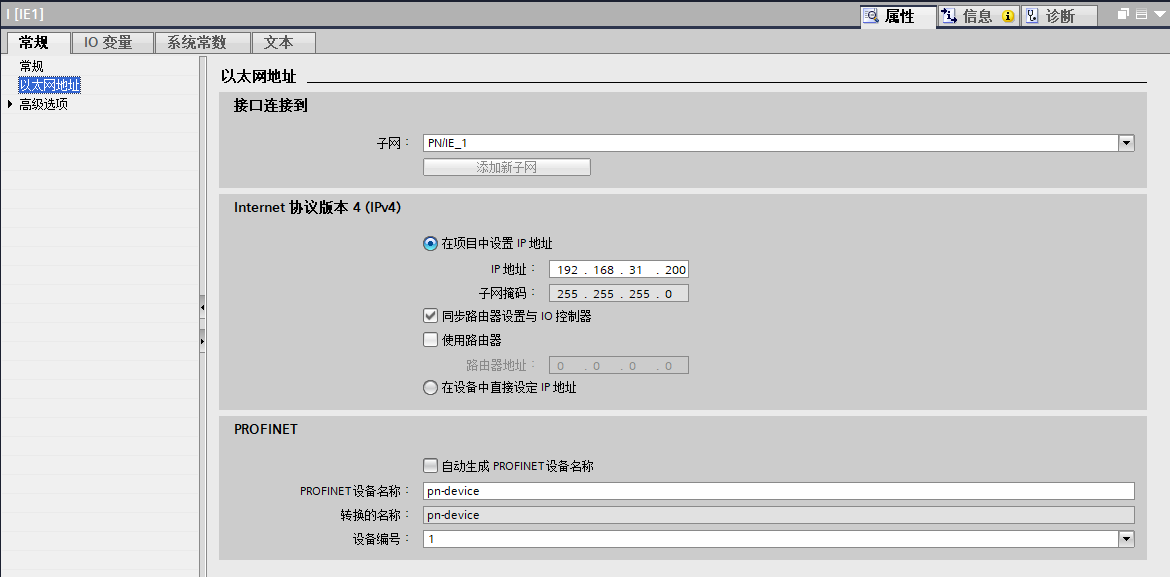 I [IE1]
属性
信息
诊断
常规
IO 变量
系统常数
文本
常规
以太网地址
高级选项
以太网地址
接口连接到
子网：
PN/IE_1
添加新子网
Internet 协议版本 4 (IPv4)
在项目中设置 IP 地址
IP 地址：
192 . 168 . 31 . 200
子网掩码：
255 . 255 . 255 . 0
同步路由器设置与 IO 控制器
使用路由器
路由器地址：
0 . 0 . 0 . 0
在设备中直接设定 IP 地址
PROFINET
自动生成 PROFINET 设备名称
PROFINET 设备名称：
pn-device
转换的名称：
pn-device
设备编号：
1